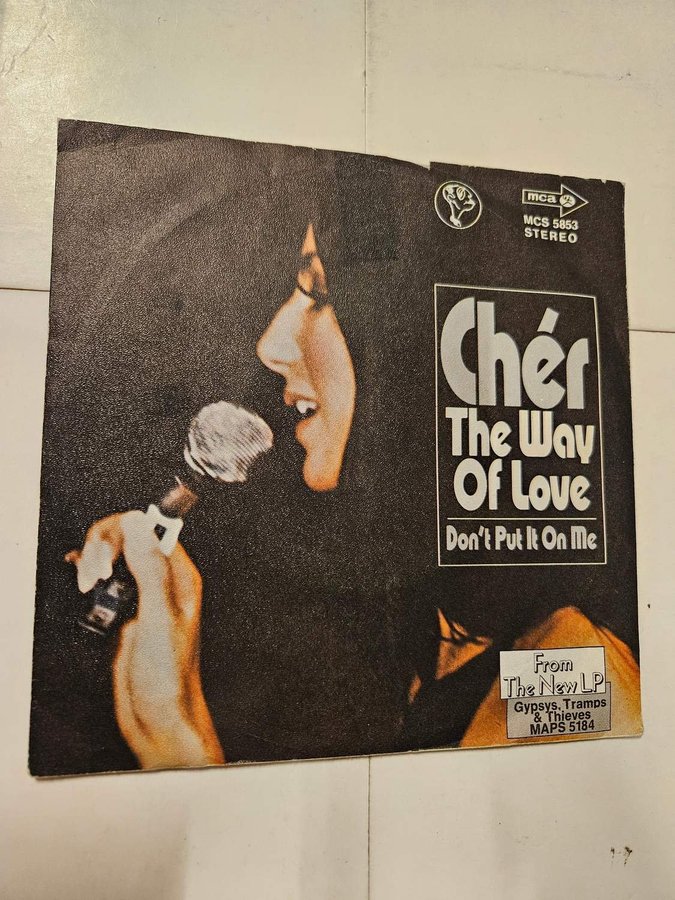 mca
MCS 5853
STEREO
Chér
The Way
Of Love
Don't Put It On Me
From
The New LP
Gypsys, Tramps
& Thieves
MAPS 5184